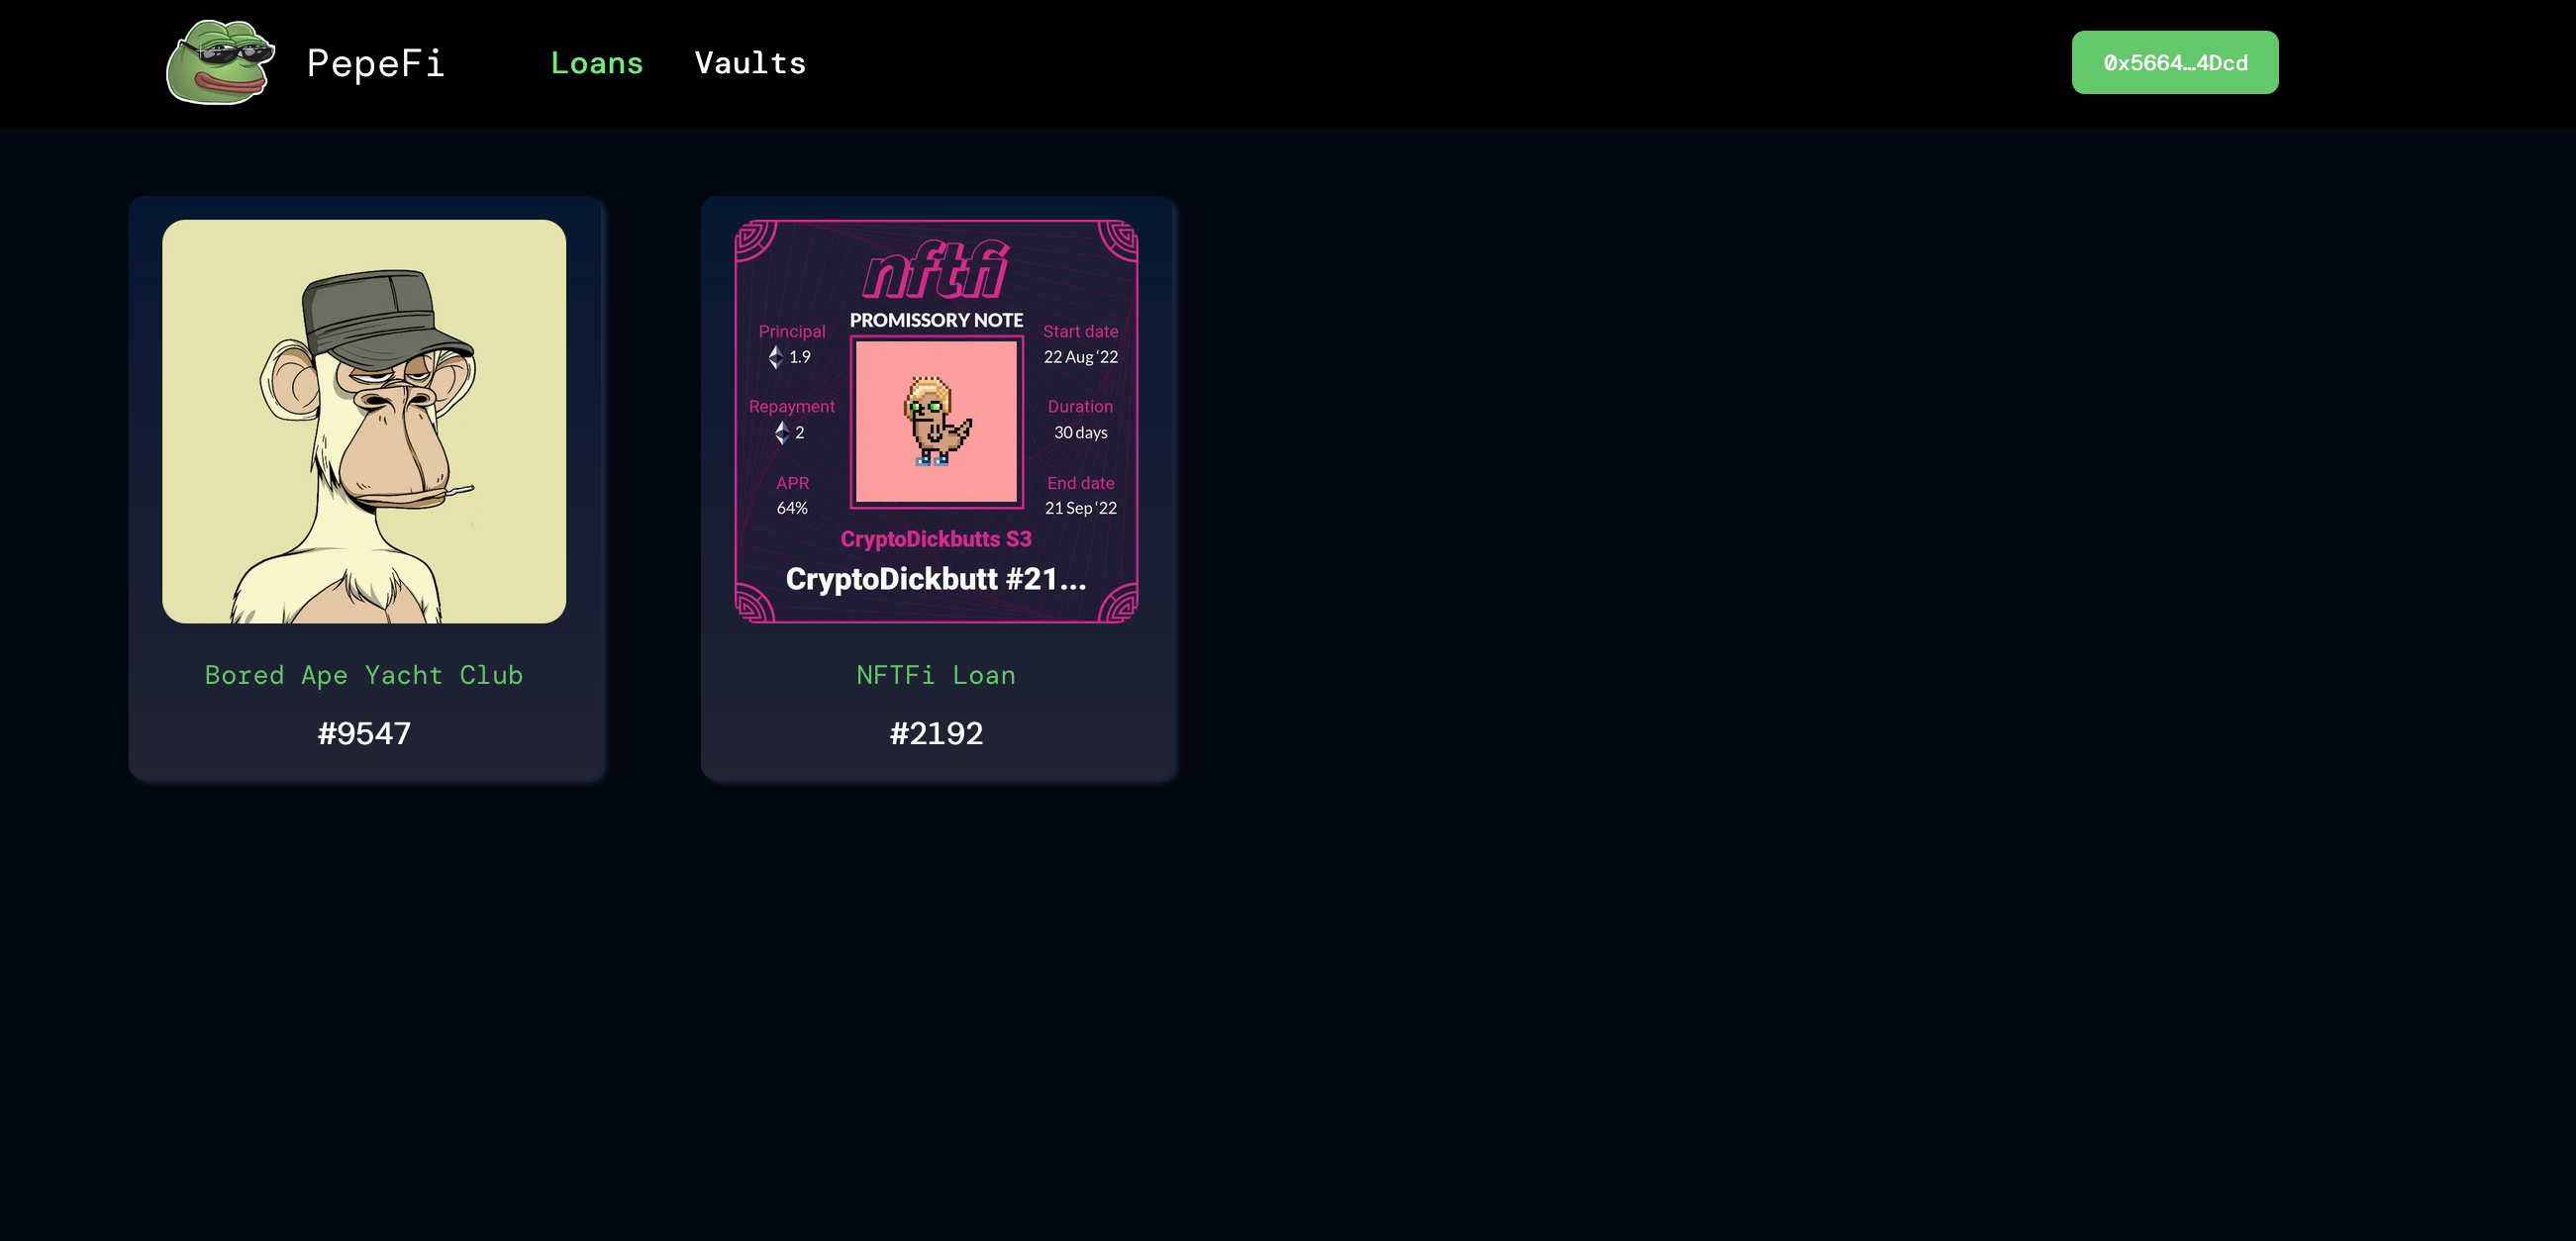 PepeFi
Loans
Vaults
0x5664...4Dcd
nftfi
PROMISSORY NOTE
Principal
1.9
Repayment
2
APR
64%
Start date
22 Aug ‘22
Duration
30 days
End date
21 Sep ‘22
CryptoDickbutts S3
CryptoDickbutt #21...
Bored Ape Yacht Club
#9547
NFTFi Loan
#2192